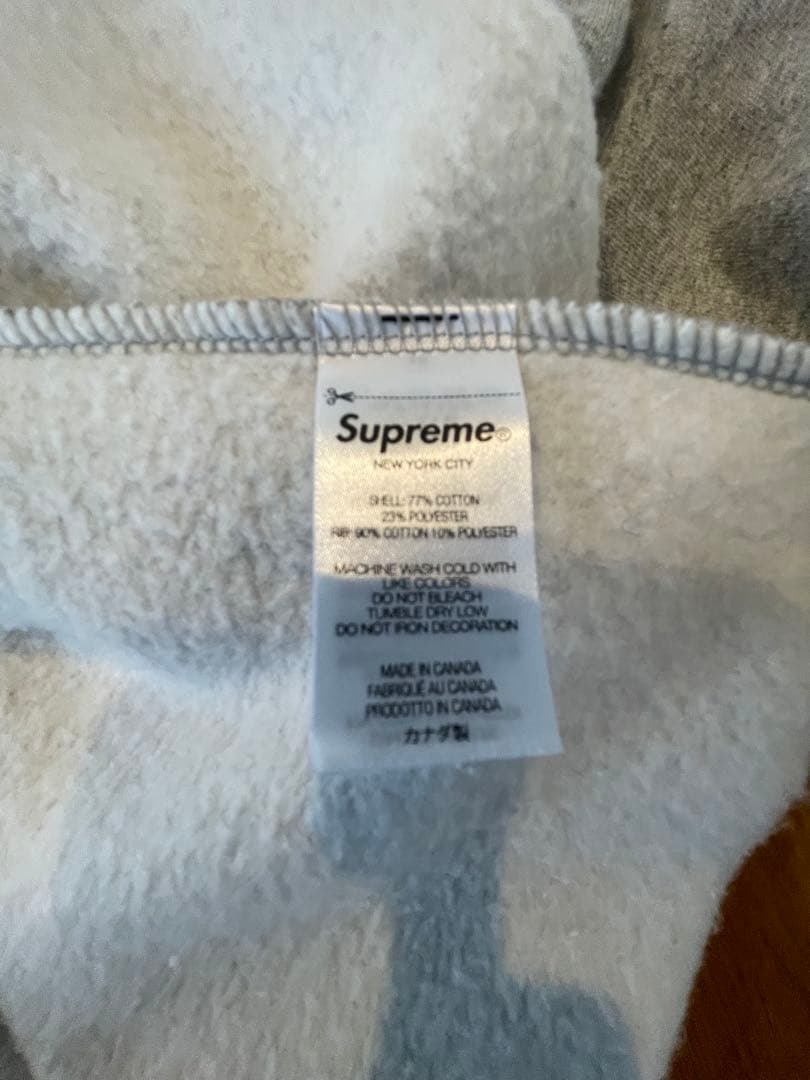 Supreme®
NEW YORK CITY
SHELL: 77% COTTON
23% POLYESTER
RIB: 90% COTTON 10% POLYESTER
MACHINE WASH COLD WITH
LIKE COLORS
DO NOT BLEACH
TUMBLE DRY LOW
DO NOT IRON DECORATION
MADE IN CANADA
FABRIQUÉ AU CANADA
PRODOTTO IN CANADA
カナダ製